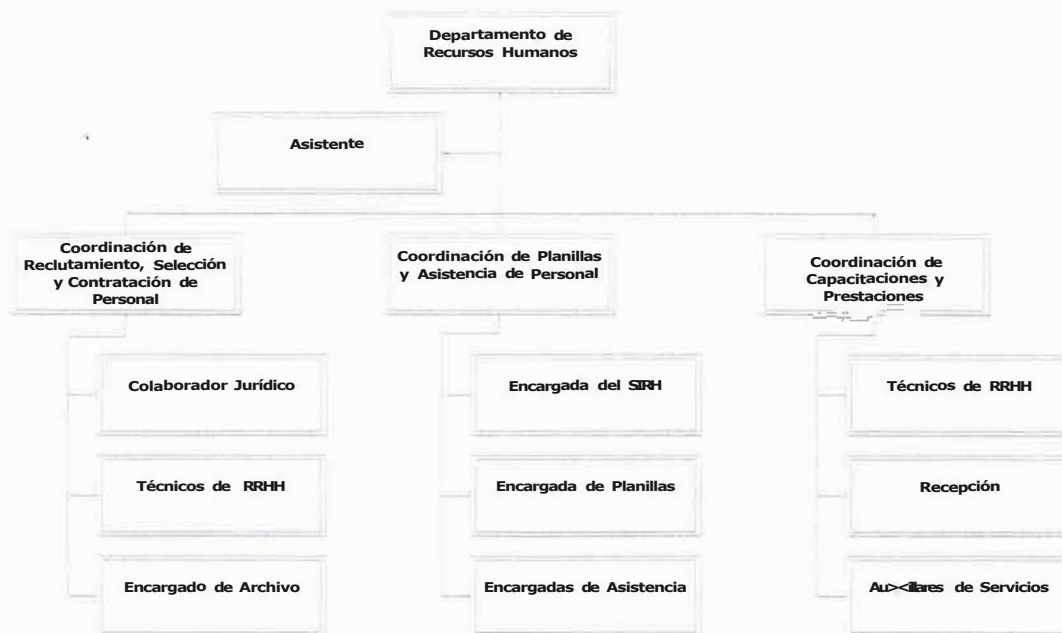 Departamento de
Recursos Humanos
Asistente
Coordinación de
Reclutamiento, Selección
y Contratación de
Personal
Coordinación de Planillas
y Asistencia de Personal
Coordinación de
Capacitaciones y
Prestaciones
Colaborador Jurídico
Encargada del SIRH
Técnicos de RRHH
Técnicos de RRHH
Encargada de Planillas
Recepción
Encargado de Archivo
Encargadas de Asistencia
de Servicios